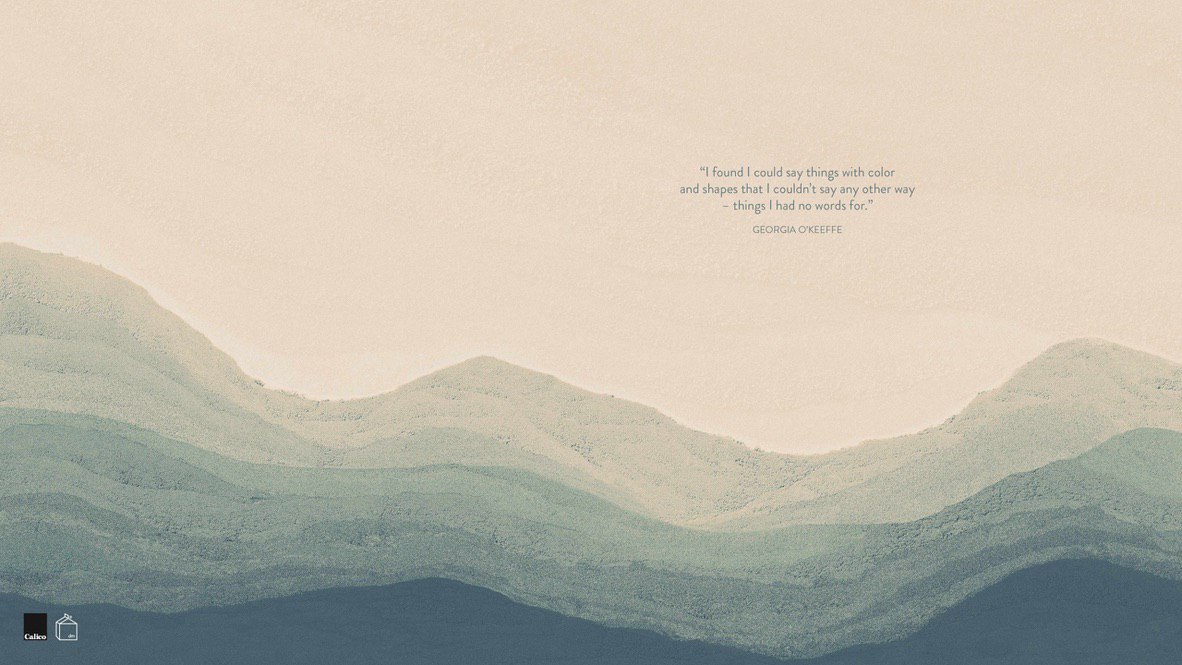 “I found I could say things with color
and shapes that I couldn’t say any other way
– things I had no words for.”
GEORGIA O’KEEFFE
Calico
dm